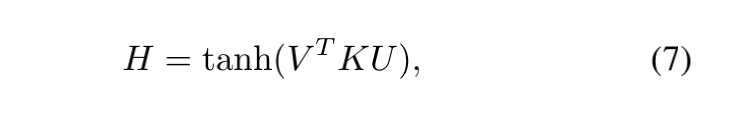 H = tanh(V^T KU), (7)